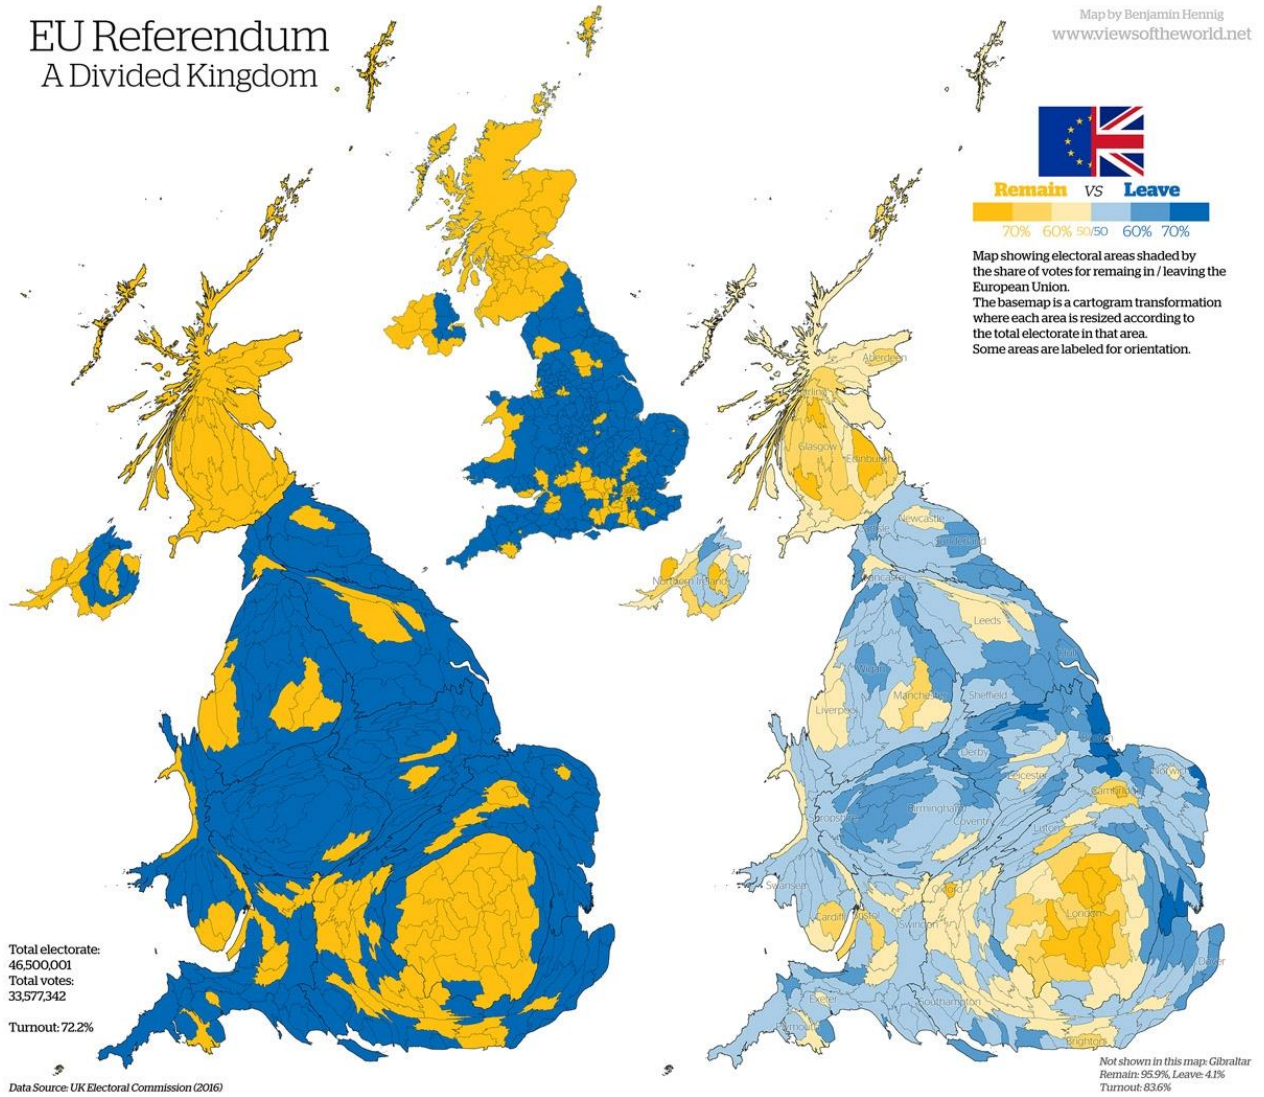 EU Referendum
A Divided Kingdom
Map by Benjamin Hennig
www.viewsoftheworld.net
Remain vs Leave
70% 60% 50/50 60% 70%
Map showing electoral areas shaded by
the share of votes for remaing in / leaving the
European Union.
The basemap is a cartogram transformation
where each area is resized according to
the total electorate in that area.
Some areas are labeled for orientation.
Aberdeen
Glasgow
Edinburgh
Newcastle
Northern Ireland
Leeds
Hull
Wigan
Manchester
Sheffield
Liverpool
Derby
Leicester
Norwich
Cambridge
Birmingham
Shropshire
Coventry
Luton
Swansea
Oxford
Cardiff
Bristol
London
Swindon
Dover
Exeter
Southampton
Plymouth
Brighton
Total electorate:
46,500,001
Total votes:
33,577,342
Turnout: 72.2%
Data Source: UK Electoral Commission (2016)
Not shown in this map: Gibraltar
Remain: 95.9%, Leave: 4.1%
Turnout: 83.6%